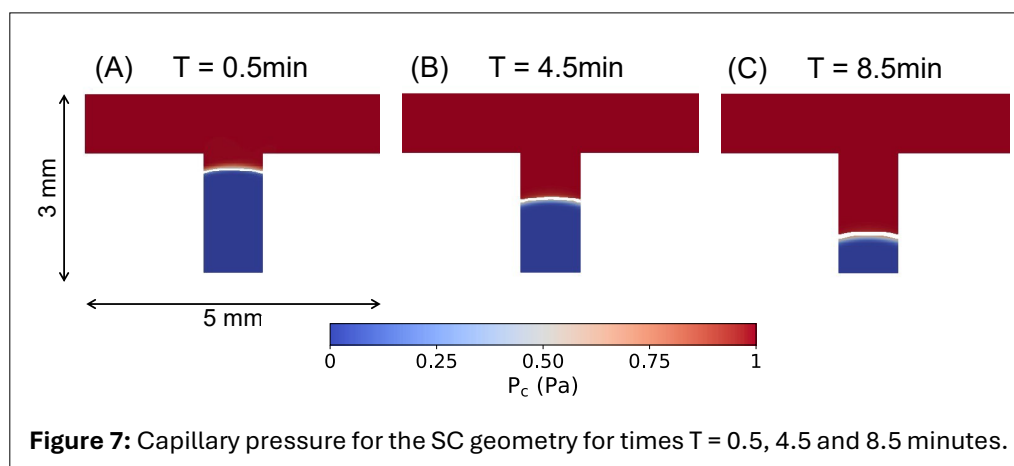 (A) T = 0.5min (B) T = 4.5min (C) T = 8.5min
3 mm
5 mm
0 0.25 0.50 0.75 1
Pc (Pa)
Figure 7: Capillary pressure for the SC geometry for times T = 0.5, 4.5 and 8.5 minutes.